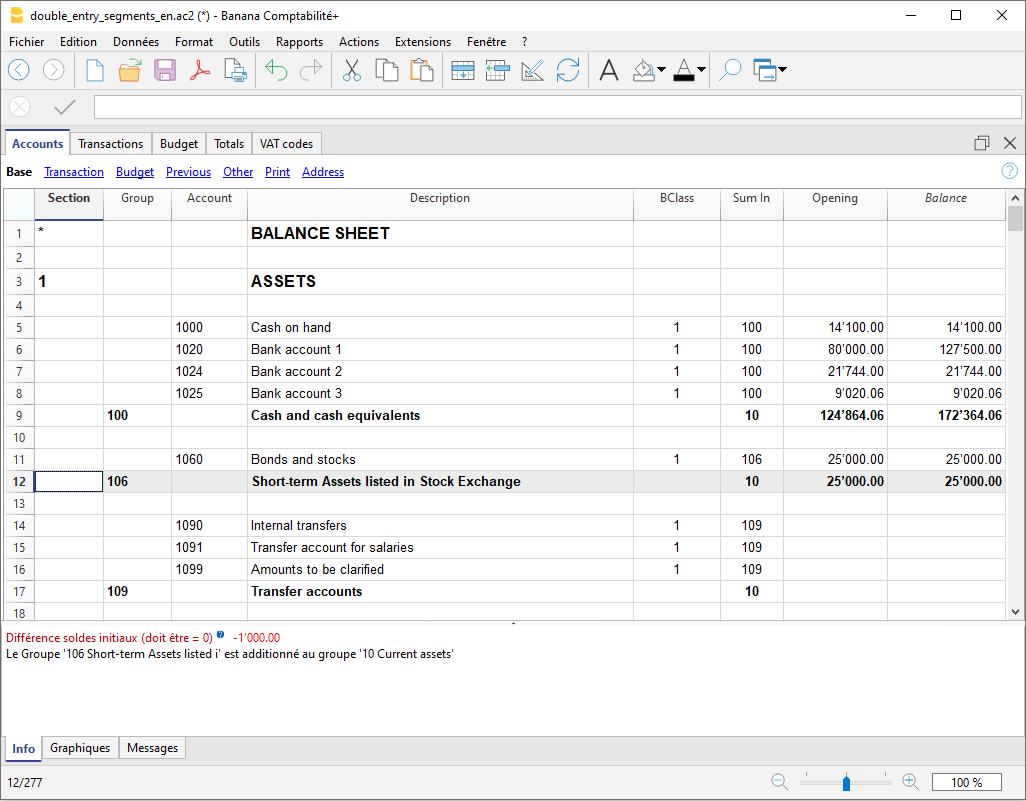 double_entry_segments_en.ac2 (*) - Banana Comptabilité+
Fichier Edition Données Format Outils Rapports Actions Extensions Fenêtre ?
Accounts Transactions Budget Totals VAT codes
Base Transaction Budget Previous Other Print Address
Section Group Account Description BClass Sum In Opening Balance
1 * BALANCE SHEET
2
3 1 ASSETS
4
5 1000 Cash on hand 1 100 14'100.00 14'100.00
6 1020 Bank account 1 1 100 80'000.00 127'500.00
7 1024 Bank account 2 1 100 21'744.00 21'744.00
8 1025 Bank account 3 1 100 9'020.06 9'020.06
9 100 Cash and cash equivalents 10 124'864.06 172'364.06
10
11 1060 Bonds and stocks 1 106 25'000.00 25'000.00
12 106 Short-term Assets listed in Stock Exchange 10 25'000.00 25'000.00
13
14 1090 Internal transfers 1 109
15 1091 Transfer account for salaries 1 109
16 1099 Amounts to be clarified 1 109
17 109 Transfer accounts 10
18
Différence soldes initiaux (doit être = 0) ? -1'000.00
Le Groupe '106 Short-term Assets listed i' est additionné au groupe '10 Current assets'
Info Graphiques Messages
12/277 100 %